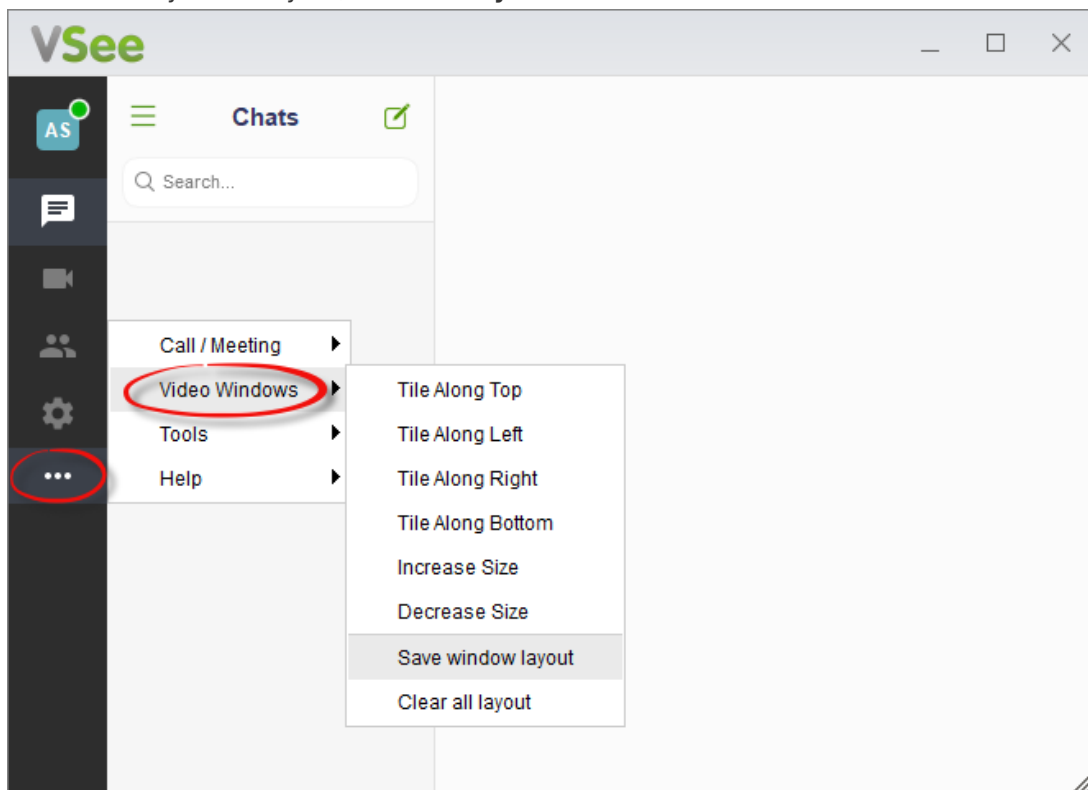 VSee
AS
Chats
Search...
Call / Meeting
Video Windows
Tools
Help
Tile Along Top
Tile Along Left
Tile Along Right
Tile Along Bottom
Increase Size
Decrease Size
Save window layout
Clear all layout